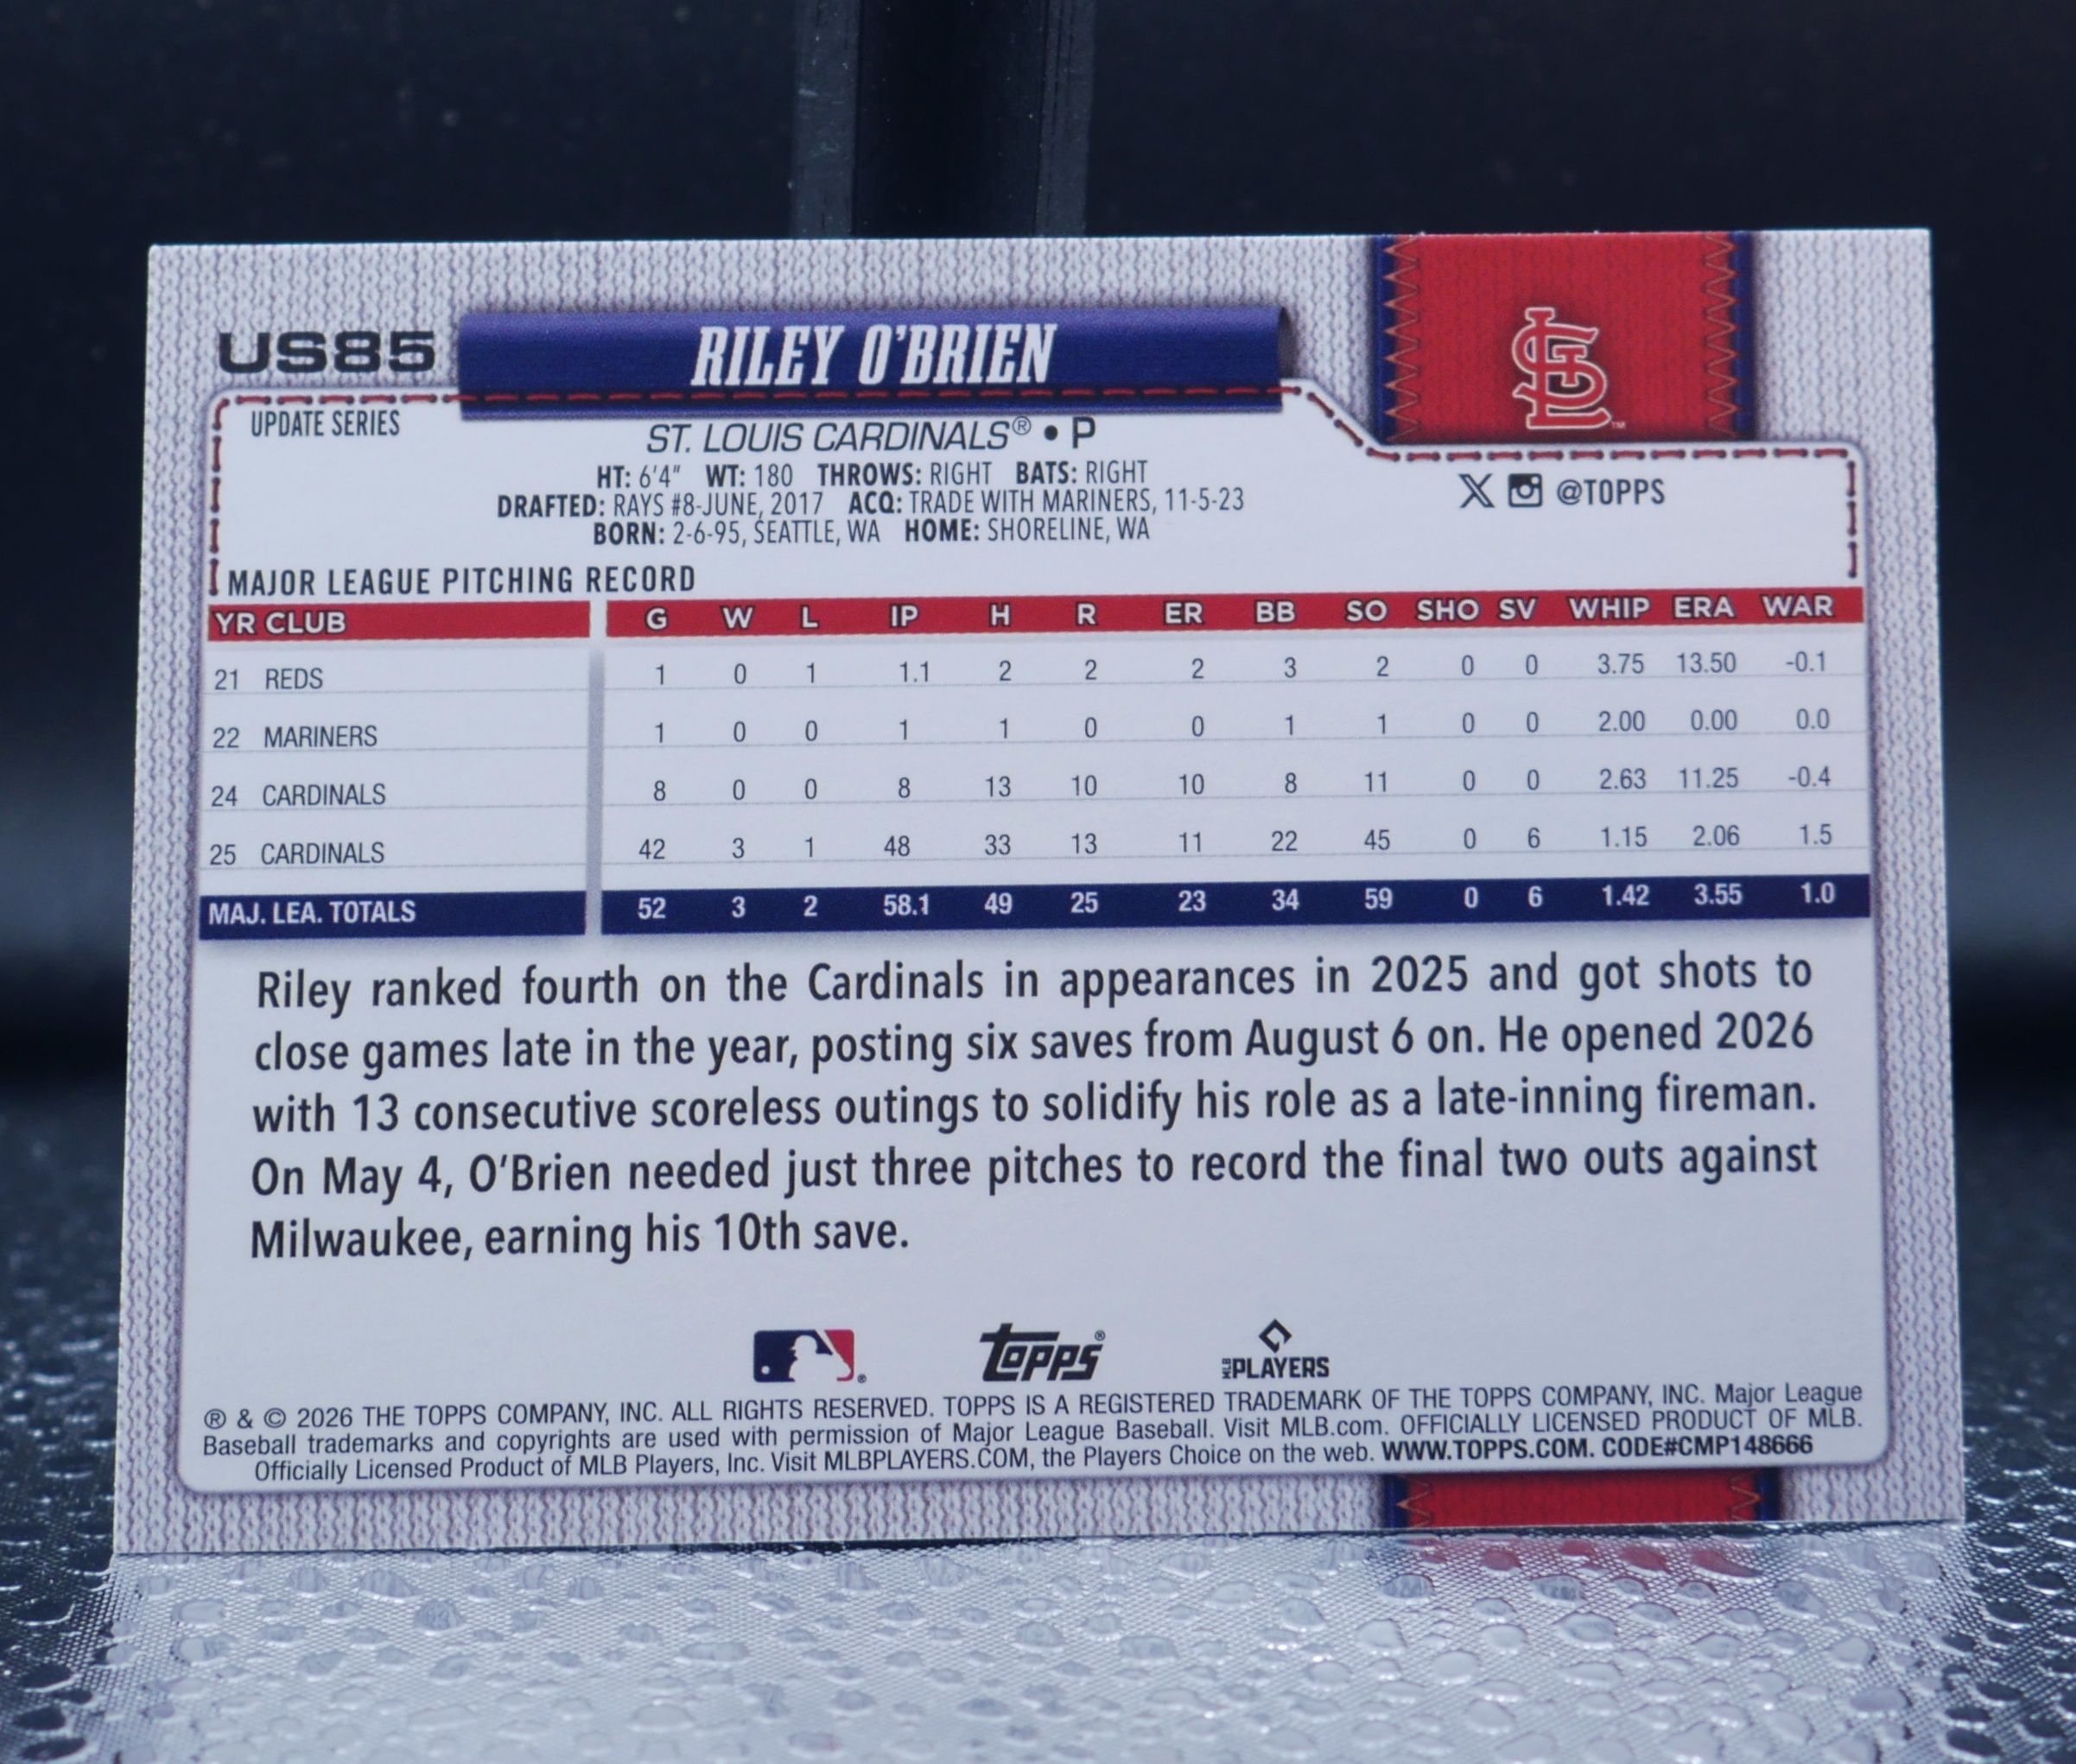 US85 RILEY O'BRIEN
STL™
UPDATE SERIES
ST. LOUIS CARDINALS® • P
HT: 6'4" WT: 180 THROWS: RIGHT BATS: RIGHT
DRAFTED: RAYS #8-JUNE, 2017 ACQ: TRADE WITH MARINERS, 11-5-23
BORN: 2-6-95, SEATTLE, WA HOME: SHORELINE, WA
X @TOPPS
MAJOR LEAGUE PITCHING RECORD
YR CLUB G W L IP H R ER BB SO SHO SV WHIP ERA WAR
21 REDS 1 0 1 1.1 2 2 2 3 2 0 0 3.75 13.50 -0.1
22 MARINERS 1 0 0 1 1 0 0 1 1 0 0 2.00 0.00 0.0
24 CARDINALS 8 0 0 8 13 10 10 8 11 0 0 2.63 11.25 -0.4
25 CARDINALS 42 3 1 48 33 13 11 22 45 0 6 1.15 2.06 1.5
MAJ. LEA. TOTALS 52 3 2 58.1 49 25 23 34 59 0 6 1.42 3.55 1.0
Riley ranked fourth on the Cardinals in appearances in 2025 and got shots to
close games late in the year, posting six saves from August 6 on. He opened 2026
with 13 consecutive scoreless outings to solidify his role as a late-inning fireman.
On May 4, O'Brien needed just three pitches to record the final two outs against
Milwaukee, earning his 10th save.
® topps® MLB PLAYERS
® & © 2026 THE TOPPS COMPANY, INC. ALL RIGHTS RESERVED. TOPPS IS A REGISTERED TRADEMARK OF THE TOPPS COMPANY, INC. Major League
Baseball trademarks and copyrights are used with permission of Major League Baseball. Visit MLB.com. OFFICIALLY LICENSED PRODUCT OF MLB.
Officially Licensed Product of MLB Players, Inc. Visit MLBPLAYERS.COM, the Players Choice on the web. WWW.TOPPS.COM. CODE#CMP148666